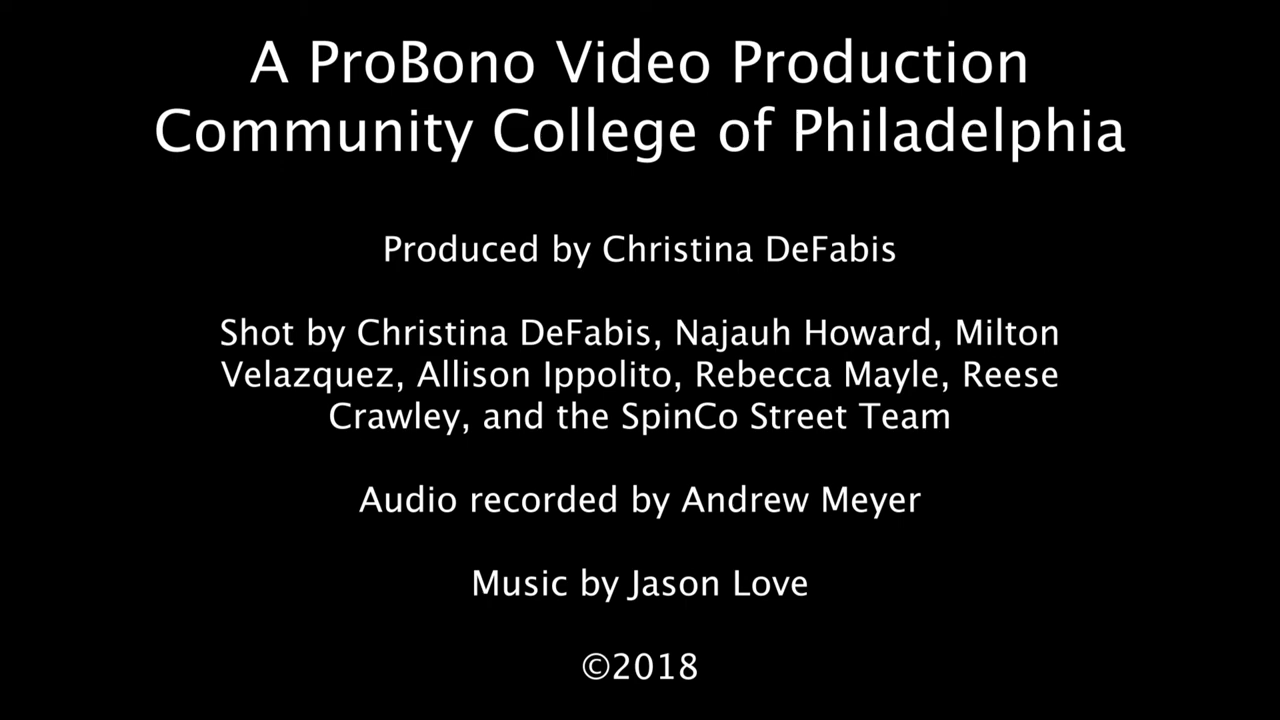 A ProBono Video Production
Community College of Philadelphia
Produced by Christina DeFabis
Shot by Christina DeFabis, Najauh Howard, Milton
Velazquez, Allison Ippolito, Rebecca Mayle, Reese
Crawley, and the SpinCo Street Team
Audio recorded by Andrew Meyer
Music by Jason Love
©2018